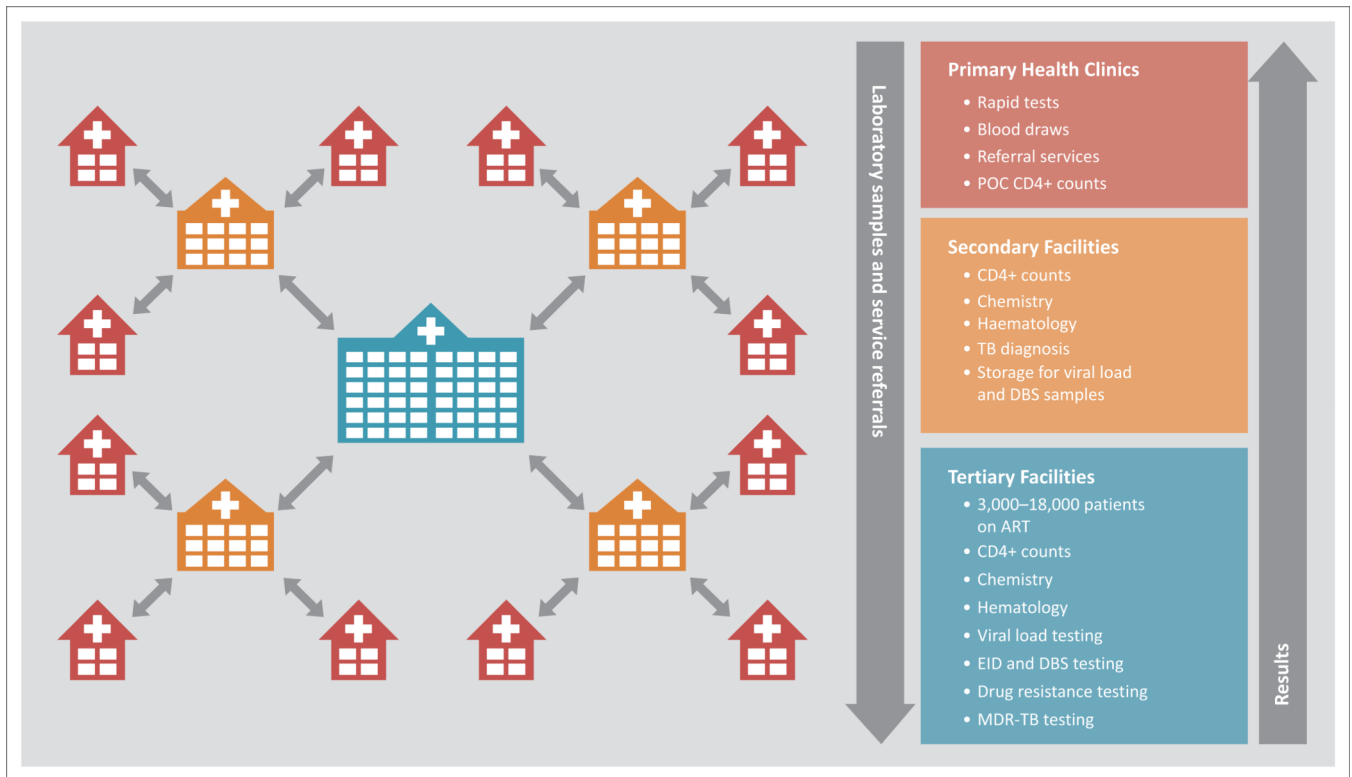 Laboratory samples and service referrals
Primary Health Clinics
• Rapid tests
• Blood draws
• Referral services
• POC CD4+ counts
Secondary Facilities
• CD4+ counts
• Chemistry
• Haematology
• TB diagnosis
• Storage for viral load
and DBS samples
Tertiary Facilities
• 3,000–18,000 patients
on ART
• CD4+ counts
• Chemistry
• Hematology
• Viral load testing
• EID and DBS testing
• Drug resistance testing
• MDR-TB testing
Results